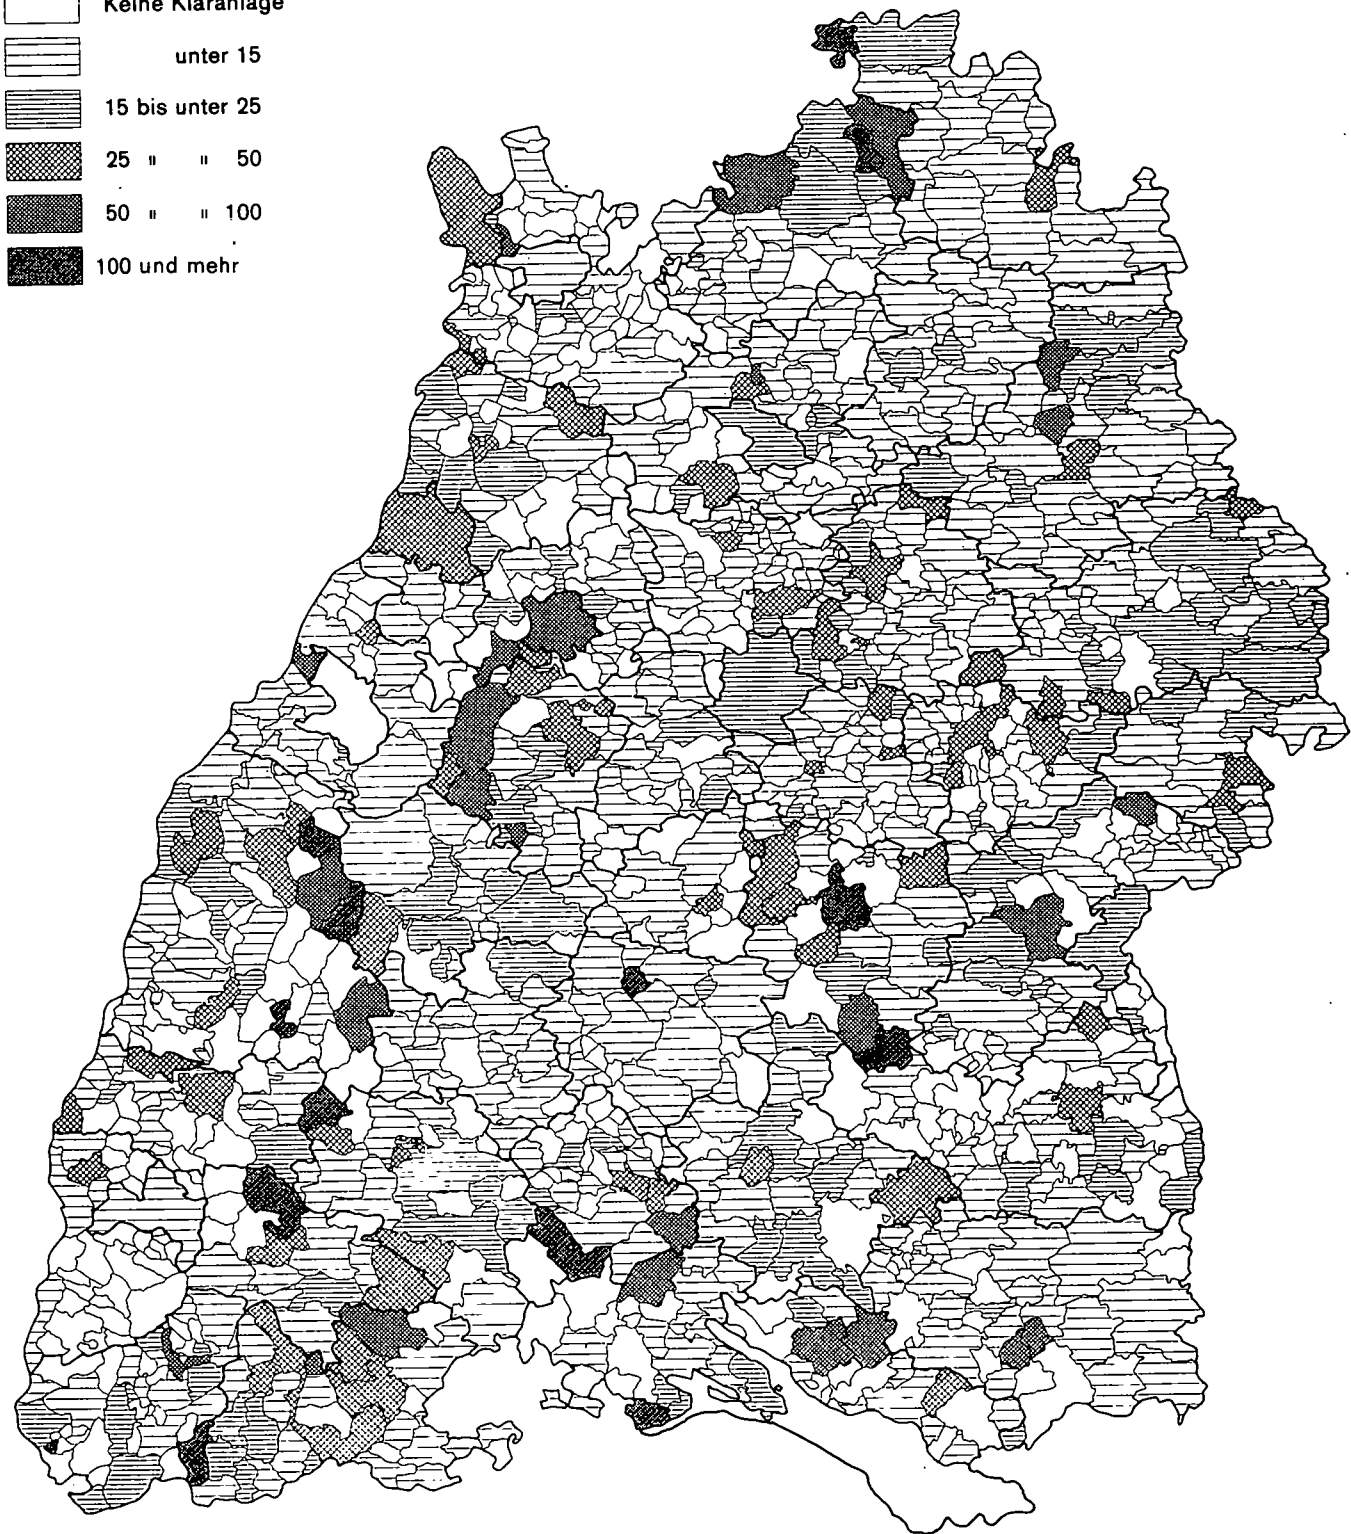 Keine Kläranlage
unter 15
15 bis unter 25
25 " " 50
50 " " 100
100 und mehr